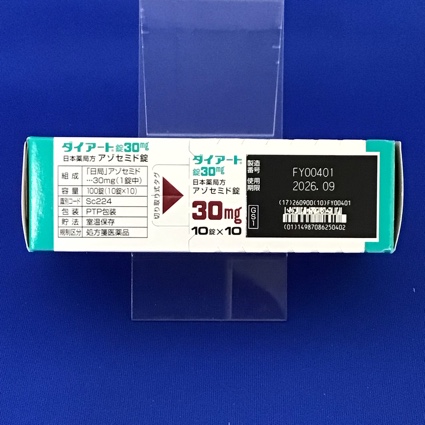 ダイアート錠30mg
日本薬局方 アゾセミド錠
組成 「日局」アゾセミド
…30mg(1錠中)
容量 100錠(10錠×10)
識別コード Sc224
包装 PTP包装
貯法 室温保存
規制区分 処方箋医薬品
切り取り式タグ
ダイアート
錠30mg
日本薬局方
アゾセミド錠
30mg
10錠×10
製造番号 FY00401
使用期限 2026.09
GS1
(17)260900(10)FY00401
(01)14987086250402